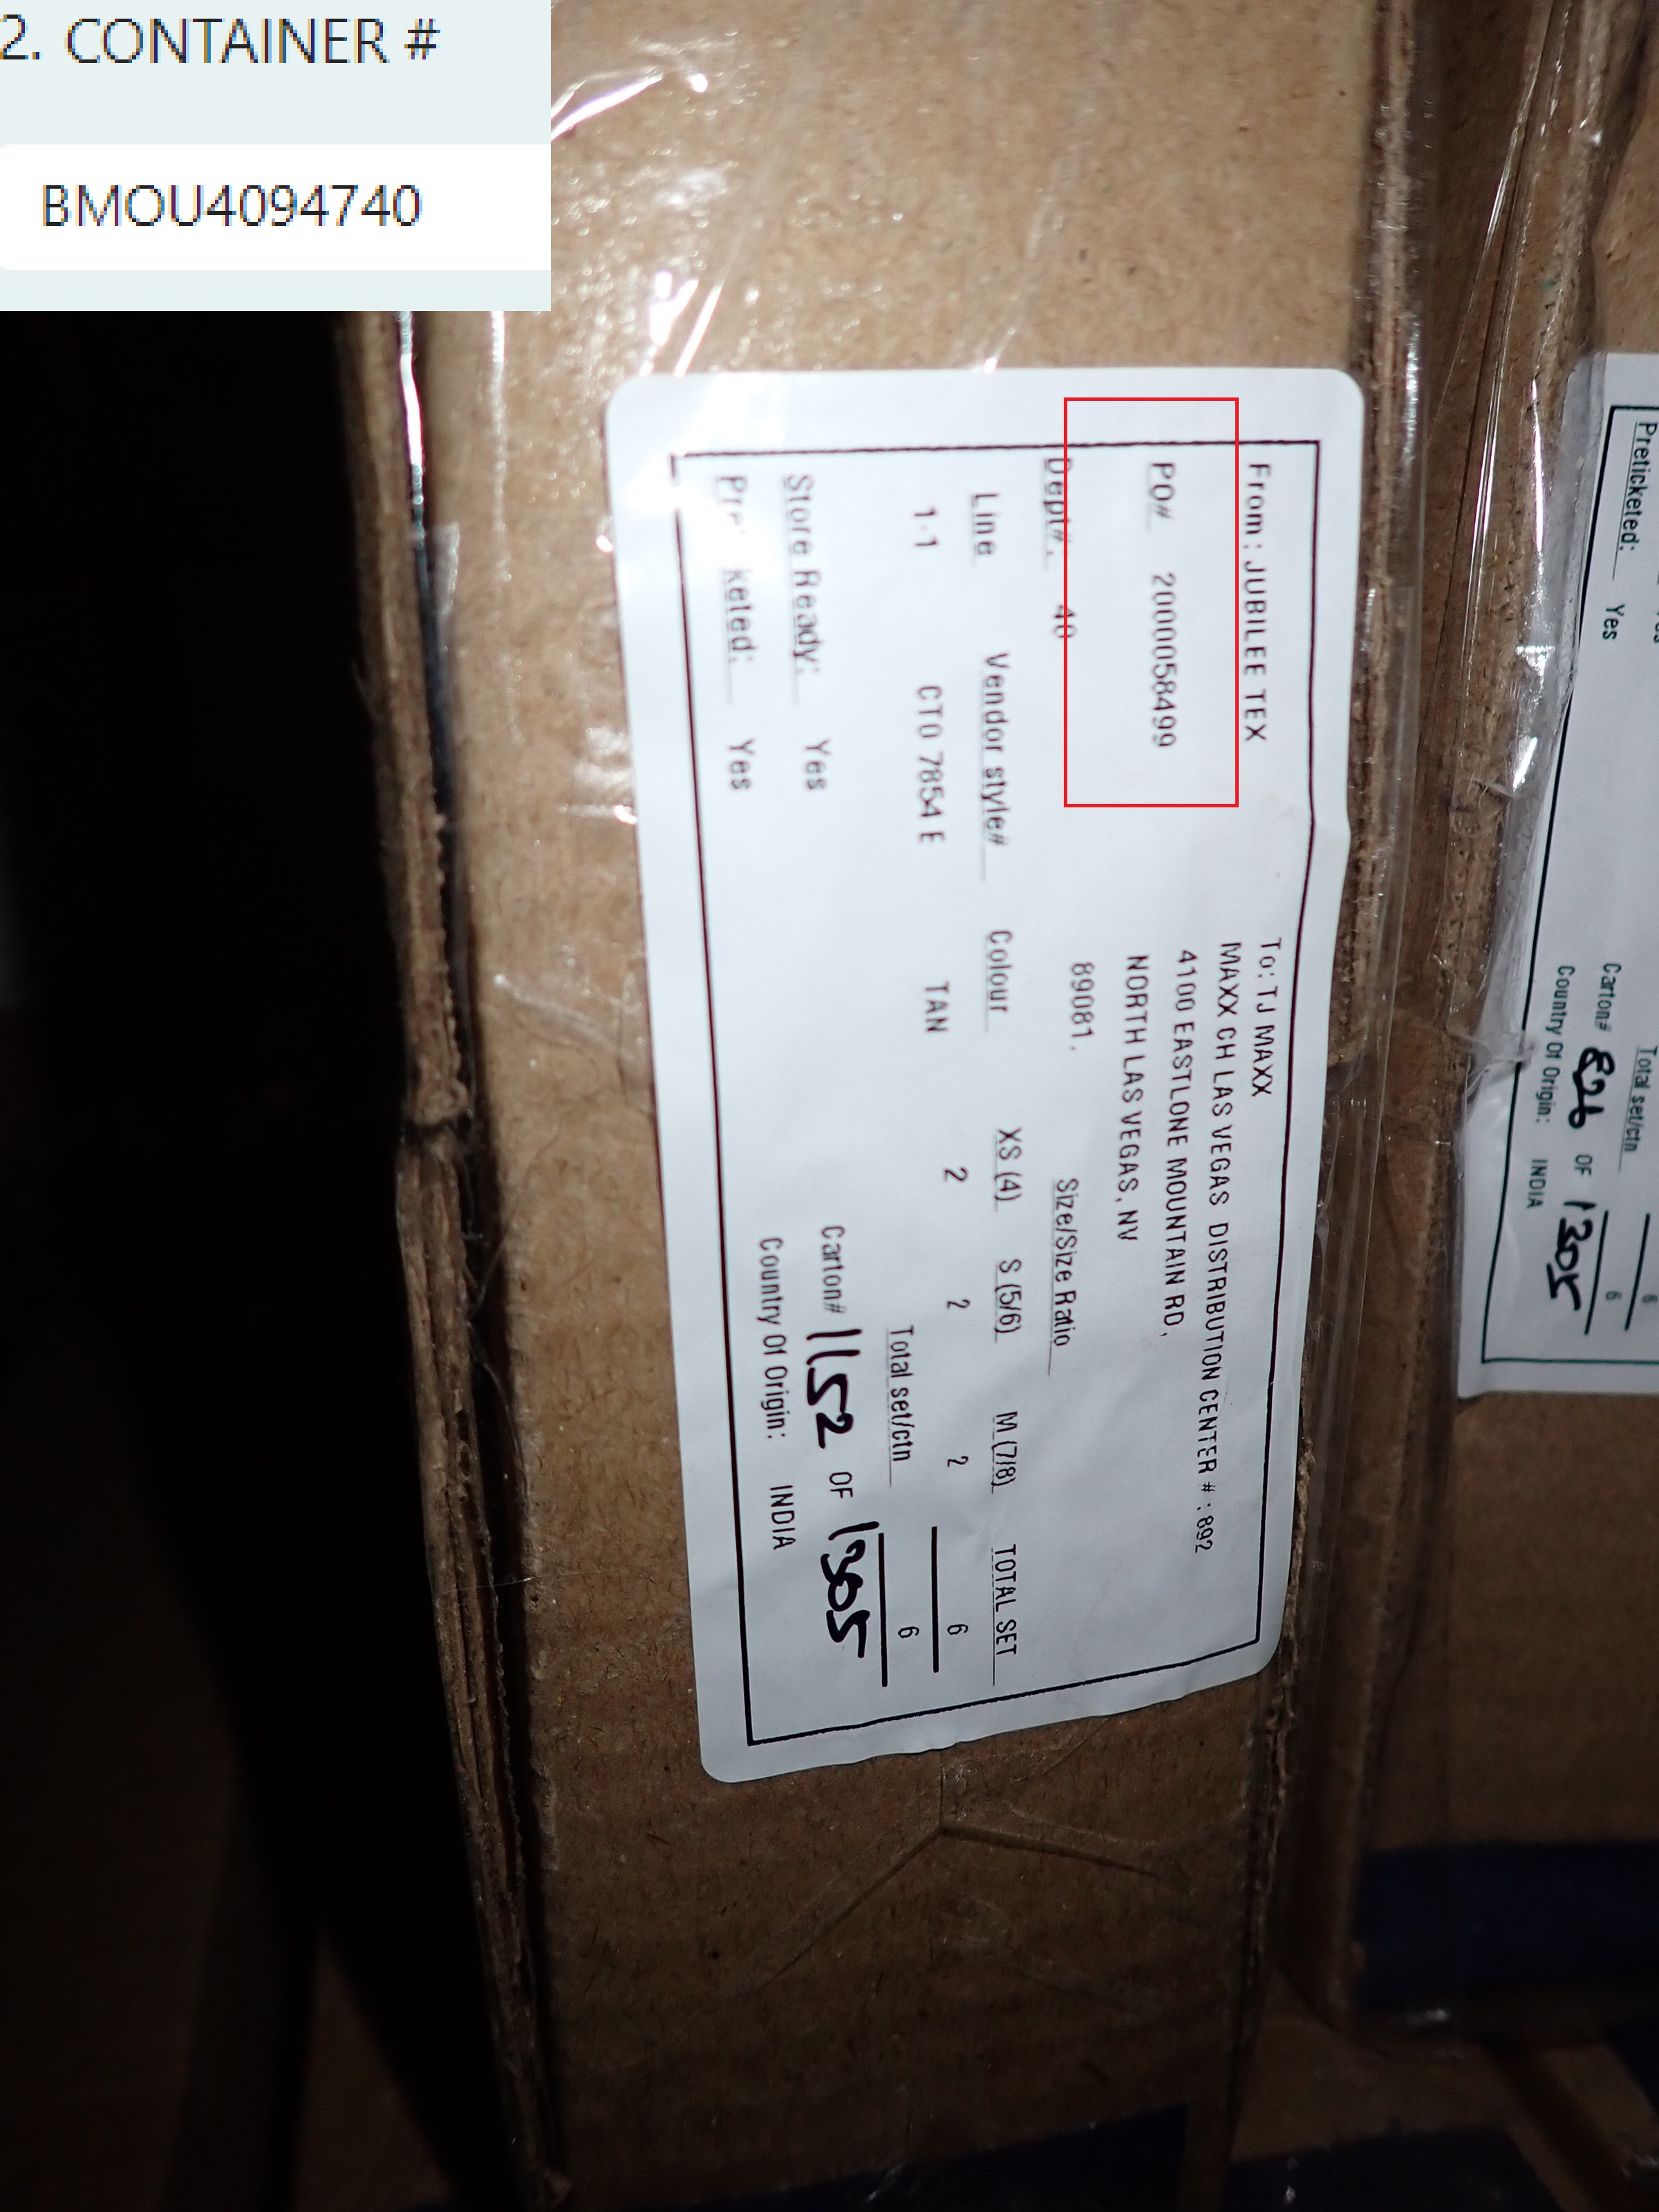 2. CONTAINER #
BMOU4094740
From: JUBILEE TEX
To: TJ MAXX
MAXX CH LAS VEGAS DISTRIBUTION CENTER #: 892
PO# 2000058499
4100 EASTLONE MOUNTAIN RD,
NORTH LAS VEGAS, NV
89081.
Dept#. 40
Size/Size Ratio
Line Vendor style# Colour XS (4) S (5/6) M (7/8) TOTAL SET
1-1 CTO 7854 E TAN 2 2 2 6
Total set/ctn 6
Store Ready: Yes
Carton# 1152 OF 1305
Yes
Country Of Origin: INDIA
Preticketed: Yes
Total set/ctn 6
Carton# 826 OF 1305
Country Of Origin: INDIA